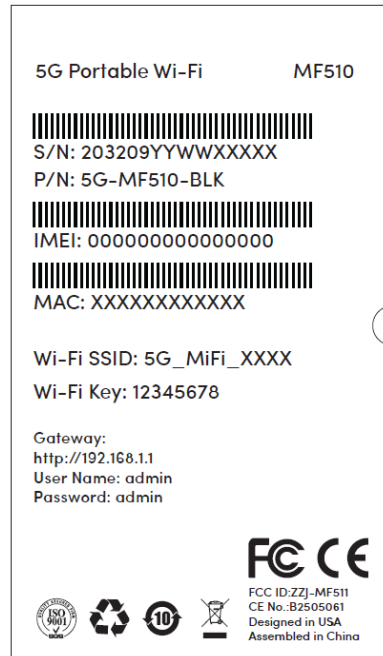 5G Portable Wi-Fi MF510
S/N: 203209YYWWXXXXX
P/N: 5G-MF510-BLK
IMEI: 000000000000000
MAC: XXXXXXXXXXXX
Wi-Fi SSID: 5G_MiFi_XXXX
Wi-Fi Key: 12345678
Gateway:
http://192.168.1.1
User Name: admin
Password: admin
FC CE
ISO
9001
10
FCC ID:ZZJ-MF511
CE No.:B2505061
Designed in USA
Assembled in China